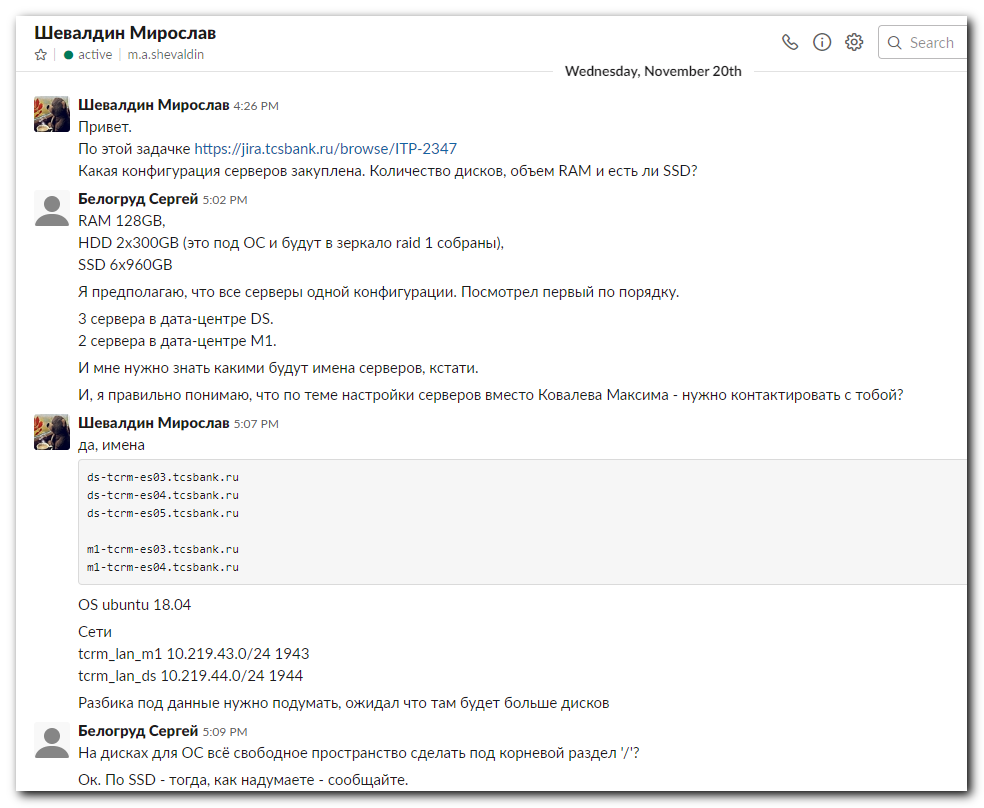 Шевалдин Мирослав
active m.a.shevaldin
Search
Wednesday, November 20th
Шевалдин Мирослав 4:26 PM
Привет.
По этой задачке https://jira.tcsbank.ru/browse/ITP-2347
Какая конфигурация серверов закуплена. Количество дисков, объем RAM и есть ли SSD?
Белогруд Сергей 5:02 PM
RAM 128GB,
HDD 2x300GB (это под ОС и будут в зеркало raid 1 собраны),
SSD 6x960GB
Я предполагаю, что все серверы одной конфигурации. Посмотрел первый по порядку.
3 сервера в дата-центре DS.
2 сервера в дата-центре M1.
И мне нужно знать какими будут имена серверов, кстати.
И, я правильно понимаю, что по теме настройки серверов вместо Ковалева Максима - нужно контактировать с тобой?
Шевалдин Мирослав 5:07 PM
да, имена
ds-tcrm-es03.tcsbank.ru
ds-tcrm-es04.tcsbank.ru
ds-tcrm-es05.tcsbank.ru
m1-tcrm-es03.tcsbank.ru
m1-tcrm-es04.tcsbank.ru
OS ubuntu 18.04
Сети
tcrm_lan_m1 10.219.43.0/24 1943
tcrm_lan_ds 10.219.44.0/24 1944
Разбика под данные нужно подумать, ожидал что там будет больше дисков
Белогруд Сергей 5:09 PM
На дисках для ОС всё свободное пространство сделать под корневой раздел '/'?
Ок. По SSD - тогда, как надумаете - сообщайте.